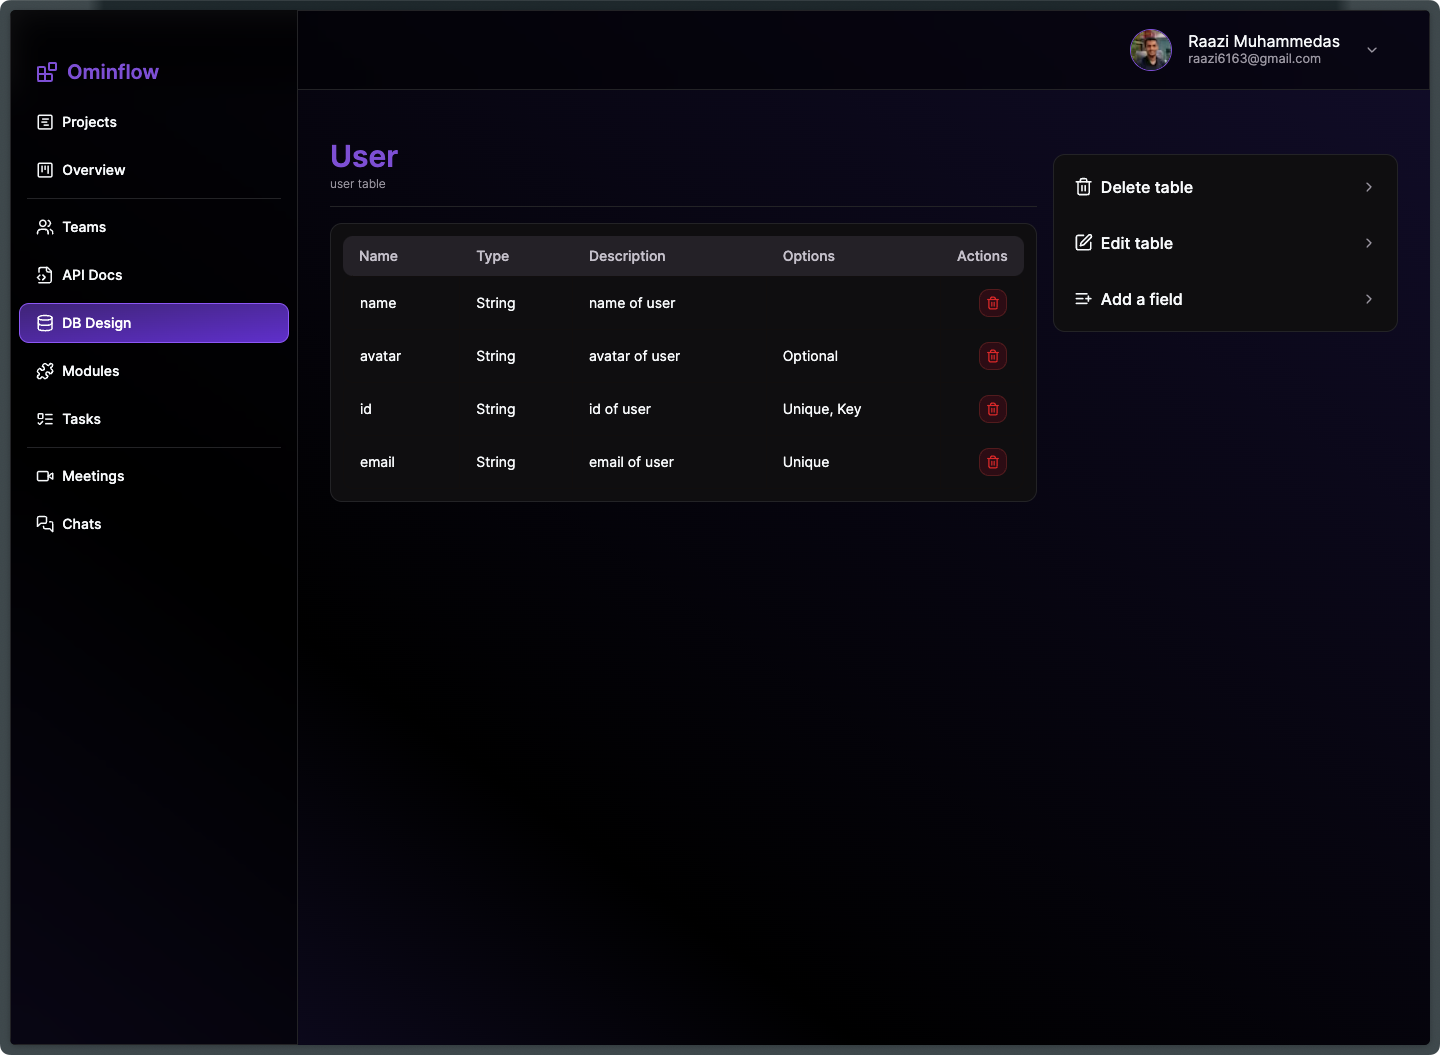 Ominflow
Projects
Overview
Teams
API Docs
DB Design
Modules
Tasks
Meetings
Chats
Raazi Muhammedas
raazi6163@gmail.com
User
user table
Name Type Description Options Actions
name String name of user
avatar String avatar of user Optional
id String id of user Unique, Key
email String email of user Unique
Delete table
Edit table
Add a field